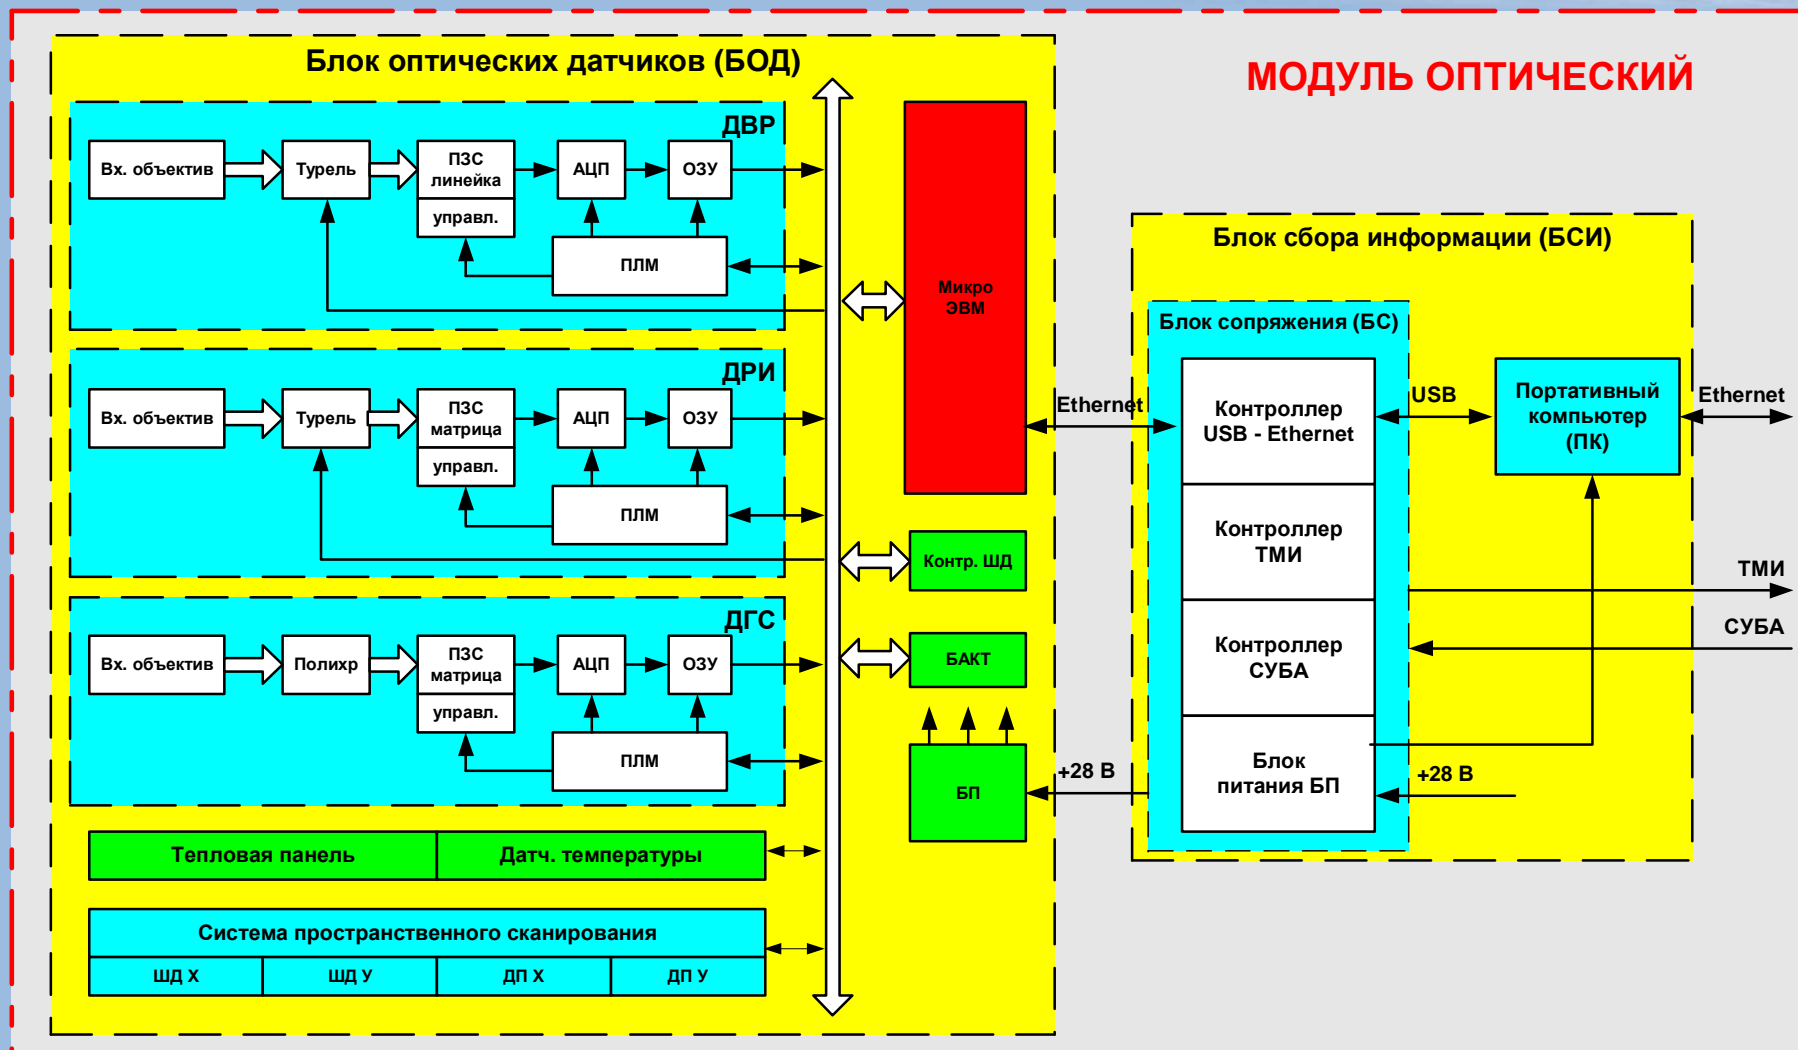 МОДУЛЬ ОПТИЧЕСКИЙ
Блок оптических датчиков (БОД)
ДВР
Вх. объектив
Турель
ПЗС
линейка
управл.
АЦП
ОЗУ
ПЛМ
ДРИ
Вх. объектив
Турель
ПЗС
матрица
управл.
АЦП
ОЗУ
ПЛМ
ДГС
Вх. объектив
Полихр
ПЗС
матрица
управл.
АЦП
ОЗУ
ПЛМ
Тепловая панель
Датч. температуры
Система пространственного сканирования
ШД X
ШД У
ДП X
ДП У
Микро
ЭВМ
Контр. ШД
БАКТ
БП
Ethernet
+28 В
Блок сбора информации (БСИ)
Блок сопряжения (БС)
Контроллер
USB - Ethernet
Контроллер
ТМИ
Контроллер
СУБА
Блок
питания БП
USB
Портативный
компьютер
(ПК)
+28 В
Ethernet
ТМИ
СУБА